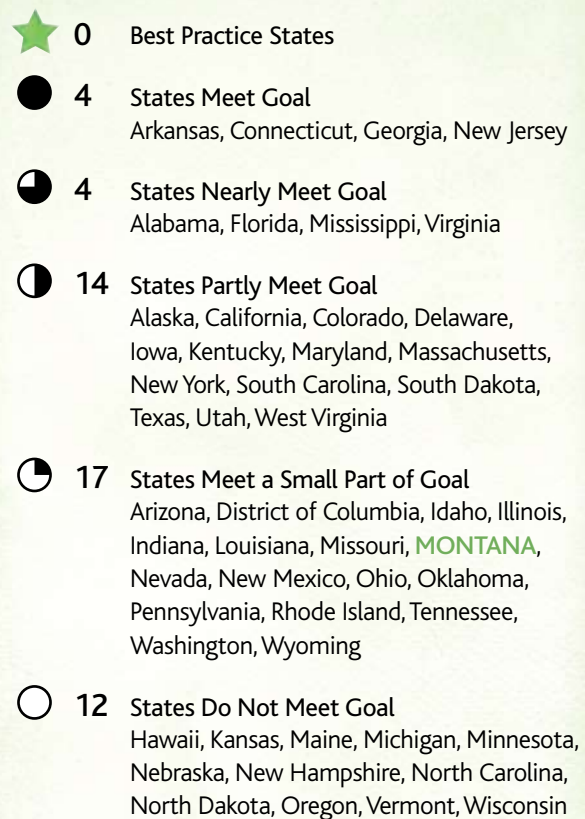 0 Best Practice States
4 States Meet Goal
Arkansas, Connecticut, Georgia, New Jersey
4 States Nearly Meet Goal
Alabama, Florida, Mississippi, Virginia
14 States Partly Meet Goal
Alaska, California, Colorado, Delaware,
Iowa, Kentucky, Maryland, Massachusetts,
New York, South Carolina, South Dakota,
Texas, Utah, West Virginia
17 States Meet a Small Part of Goal
Arizona, District of Columbia, Idaho, Illinois,
Indiana, Louisiana, Missouri, MONTANA,
Nevada, New Mexico, Ohio, Oklahoma,
Pennsylvania, Rhode Island, Tennessee,
Washington, Wyoming
12 States Do Not Meet Goal
Hawaii, Kansas, Maine, Michigan, Minnesota,
Nebraska, New Hampshire, North Carolina,
North Dakota, Oregon, Vermont, Wisconsin